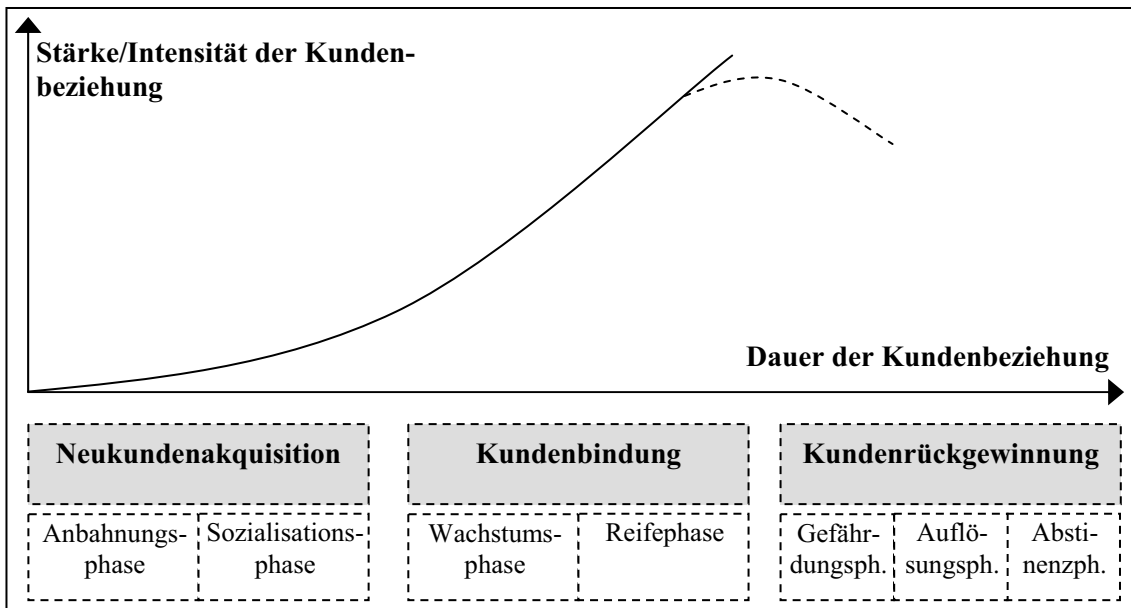 Stärke/Intensität der Kunden-
beziehung
Dauer der Kundenbeziehung
Neukundenakquisition
Kundenbindung
Kundenrückgewinnung
Anbahnungs-
phase
Sozialisations-
phase
Wachstums-
phase
Reifephase
Gefähr-
dungsph.
Auflö-
sungsph.
Absti-
nenzph.